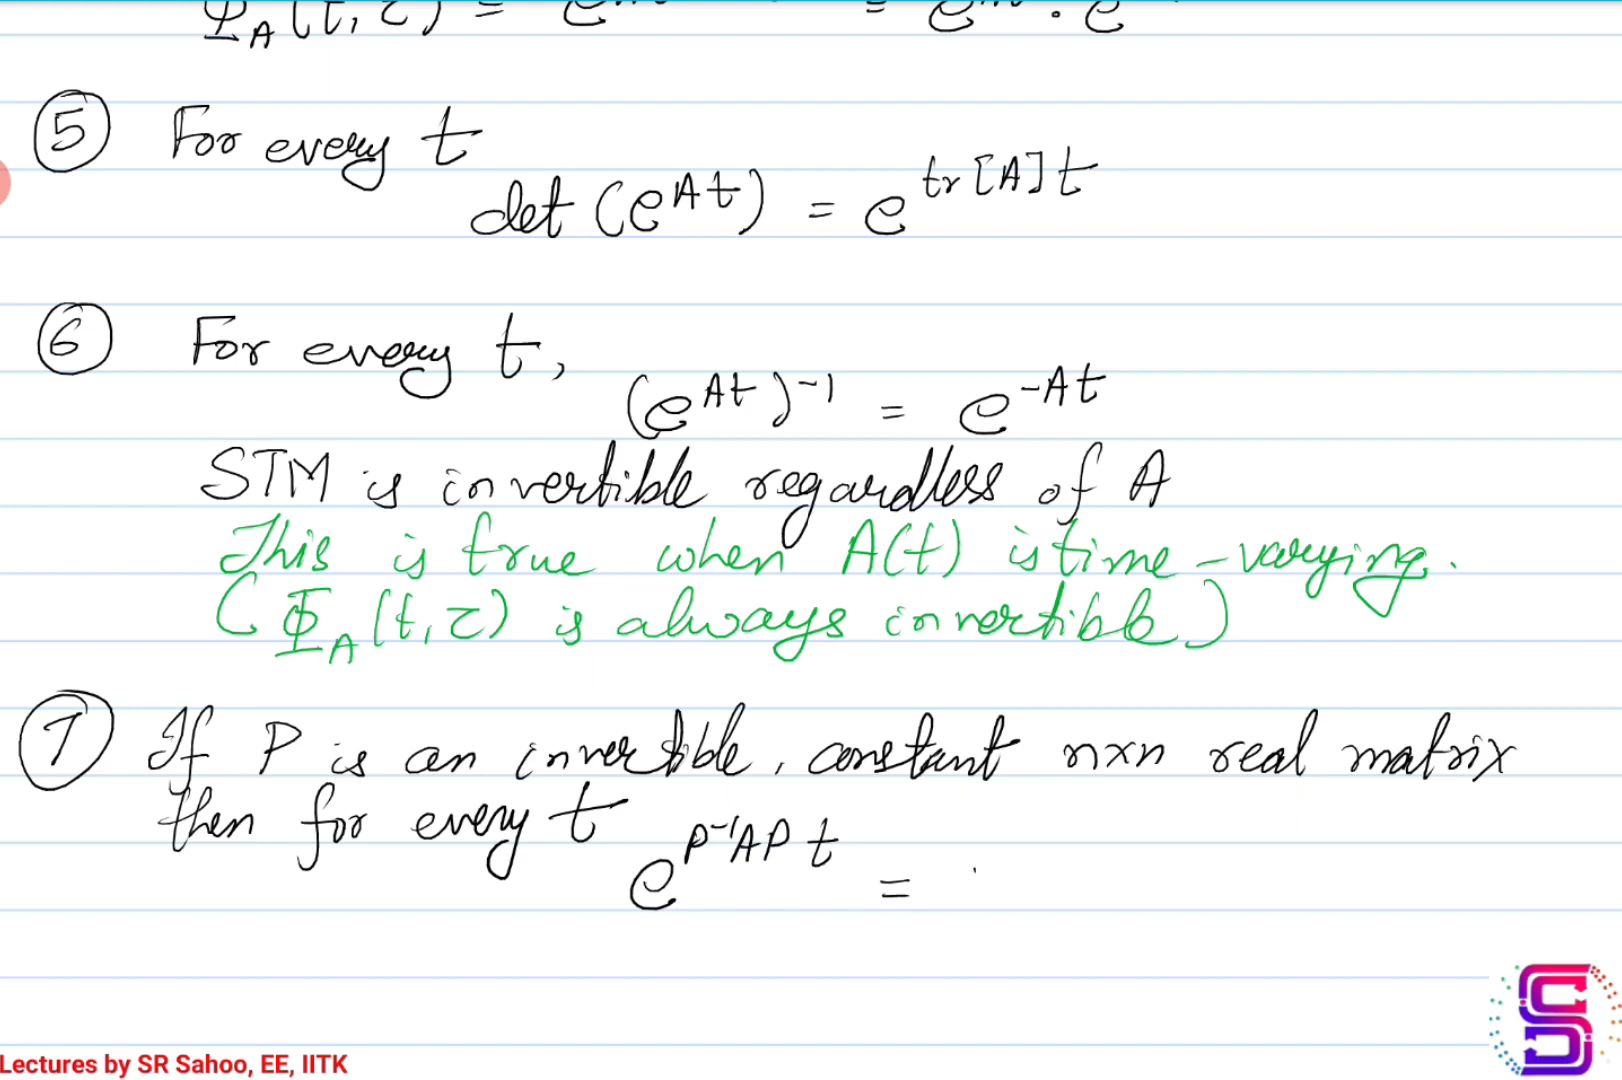 Φ_A(t, τ) = e = e . e
⑤ For every t
det (e^{At}) = e^{tr[A]t}
⑥ For every t,
(e^{At})^{-1} = e^{-At}
STM is invertible regardless of A
This is true when A(t) is time-varying.
(Φ_A(t, τ) is always invertible)
⑦ If P is an invertible, constant n×n real matrix
then for every t
e^{P^{-1}AP t} =
Lectures by SR Sahoo, EE, IITK